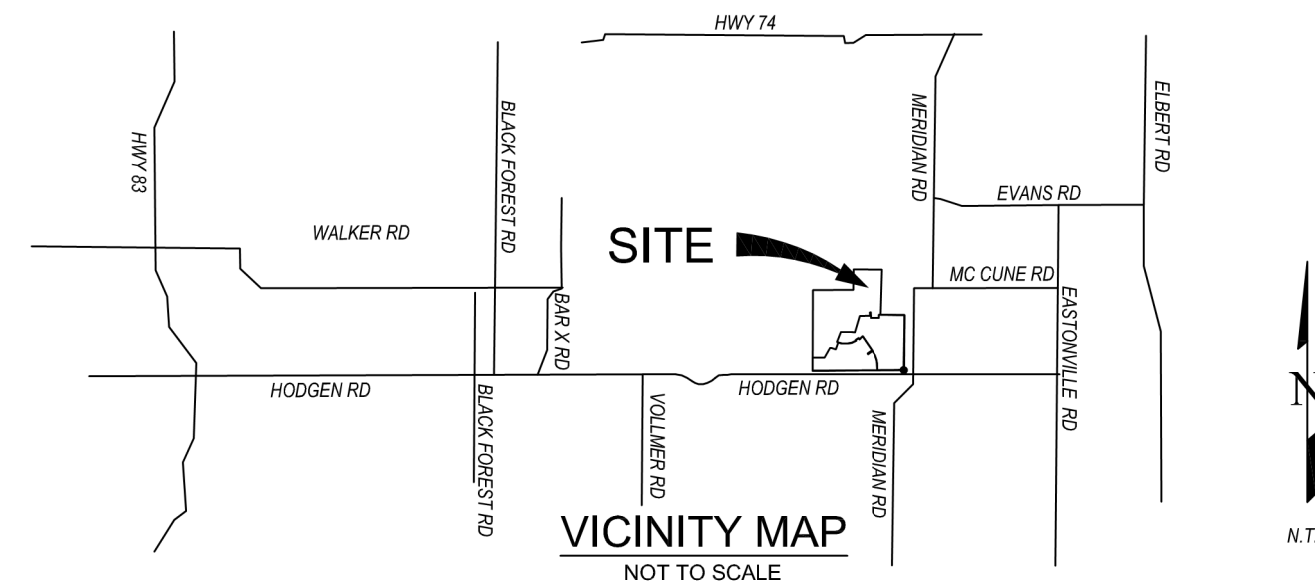 HWY 74
HWY 83
BLACK FOREST RD
MERIDIAN RD
ELBERT RD
EVANS RD
WALKER RD
SITE
MC CUNE RD
BAR X RD
EASTONVILLE RD
HODGEN RD
HODGEN RD
BLACK FOREST RD
VOLLMER RD
MERIDIAN RD
N
VICINITY MAP
NOT TO SCALE